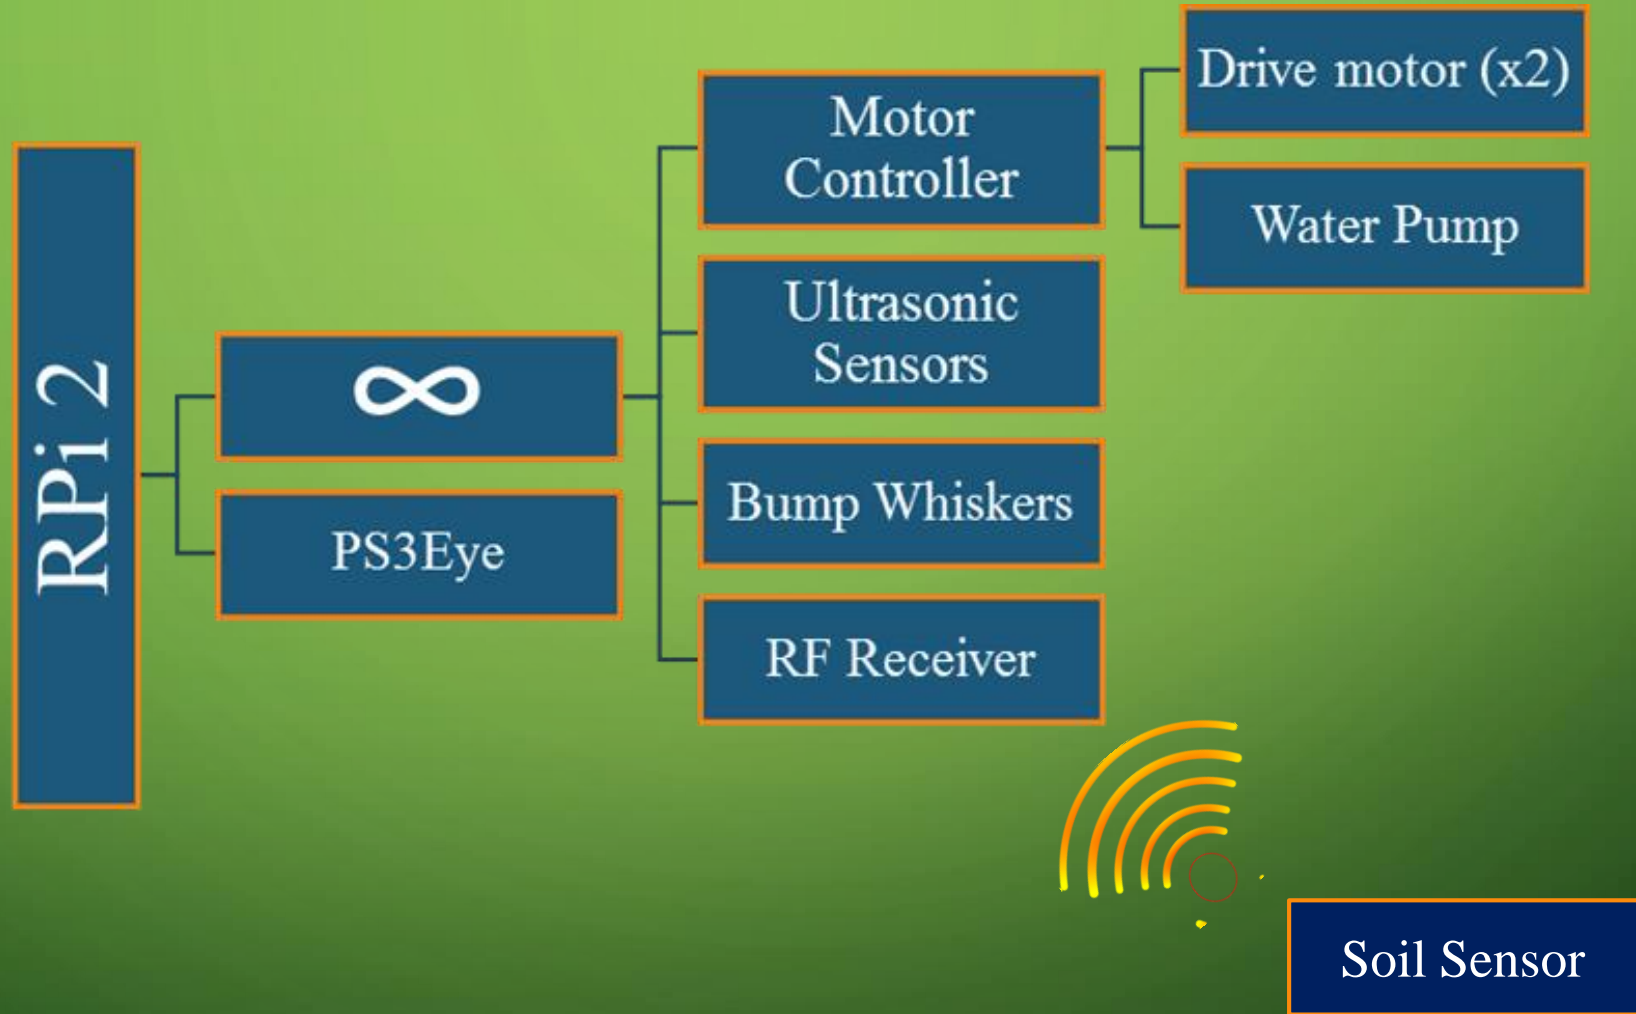 RPi 2
∞
PS3Eye
Motor
Controller
Ultrasonic
Sensors
Bump Whiskers
RF Receiver
Drive motor (x2)
Water Pump
Soil Sensor